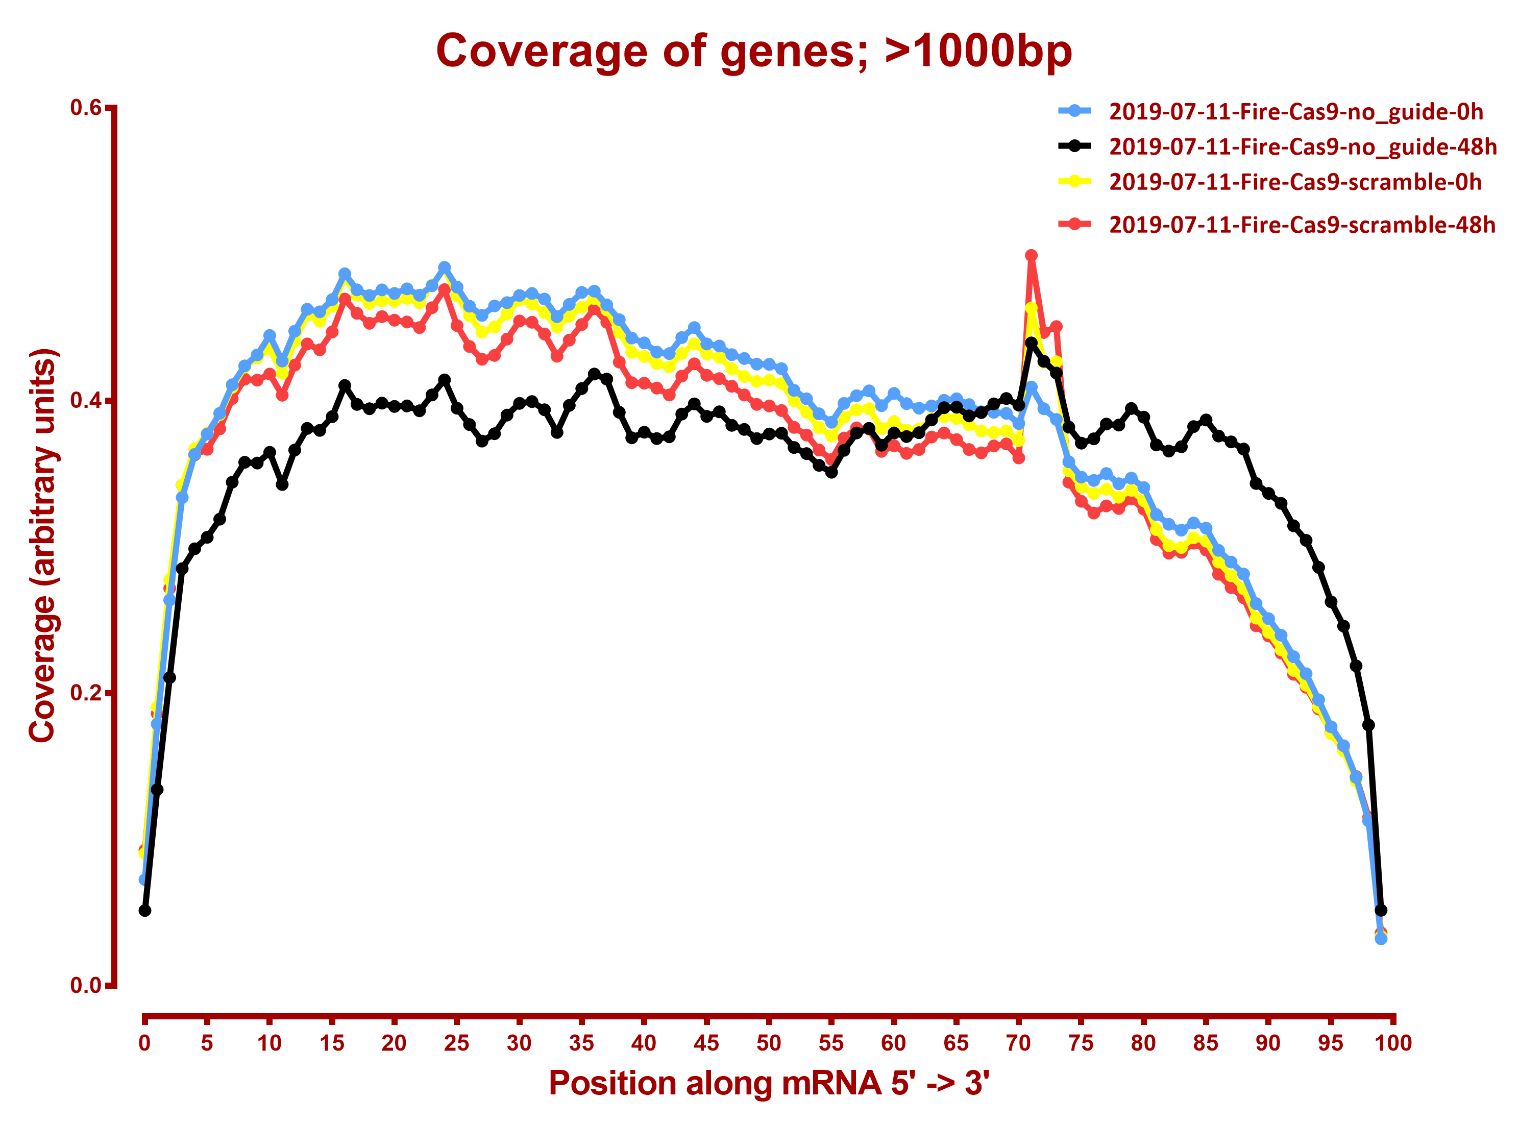 Coverage of genes; >1000bp
2019-07-11-Fire-Cas9-no_guide-0h
2019-07-11-Fire-Cas9-no_guide-48h
2019-07-11-Fire-Cas9-scramble-0h
2019-07-11-Fire-Cas9-scramble-48h
Coverage (arbitrary units)
0.6
0.4
0.2
0.0
0 5 10 15 20 25 30 35 40 45 50 55 60 65 70 75 80 85 90 95 100
Position along mRNA 5' -> 3'